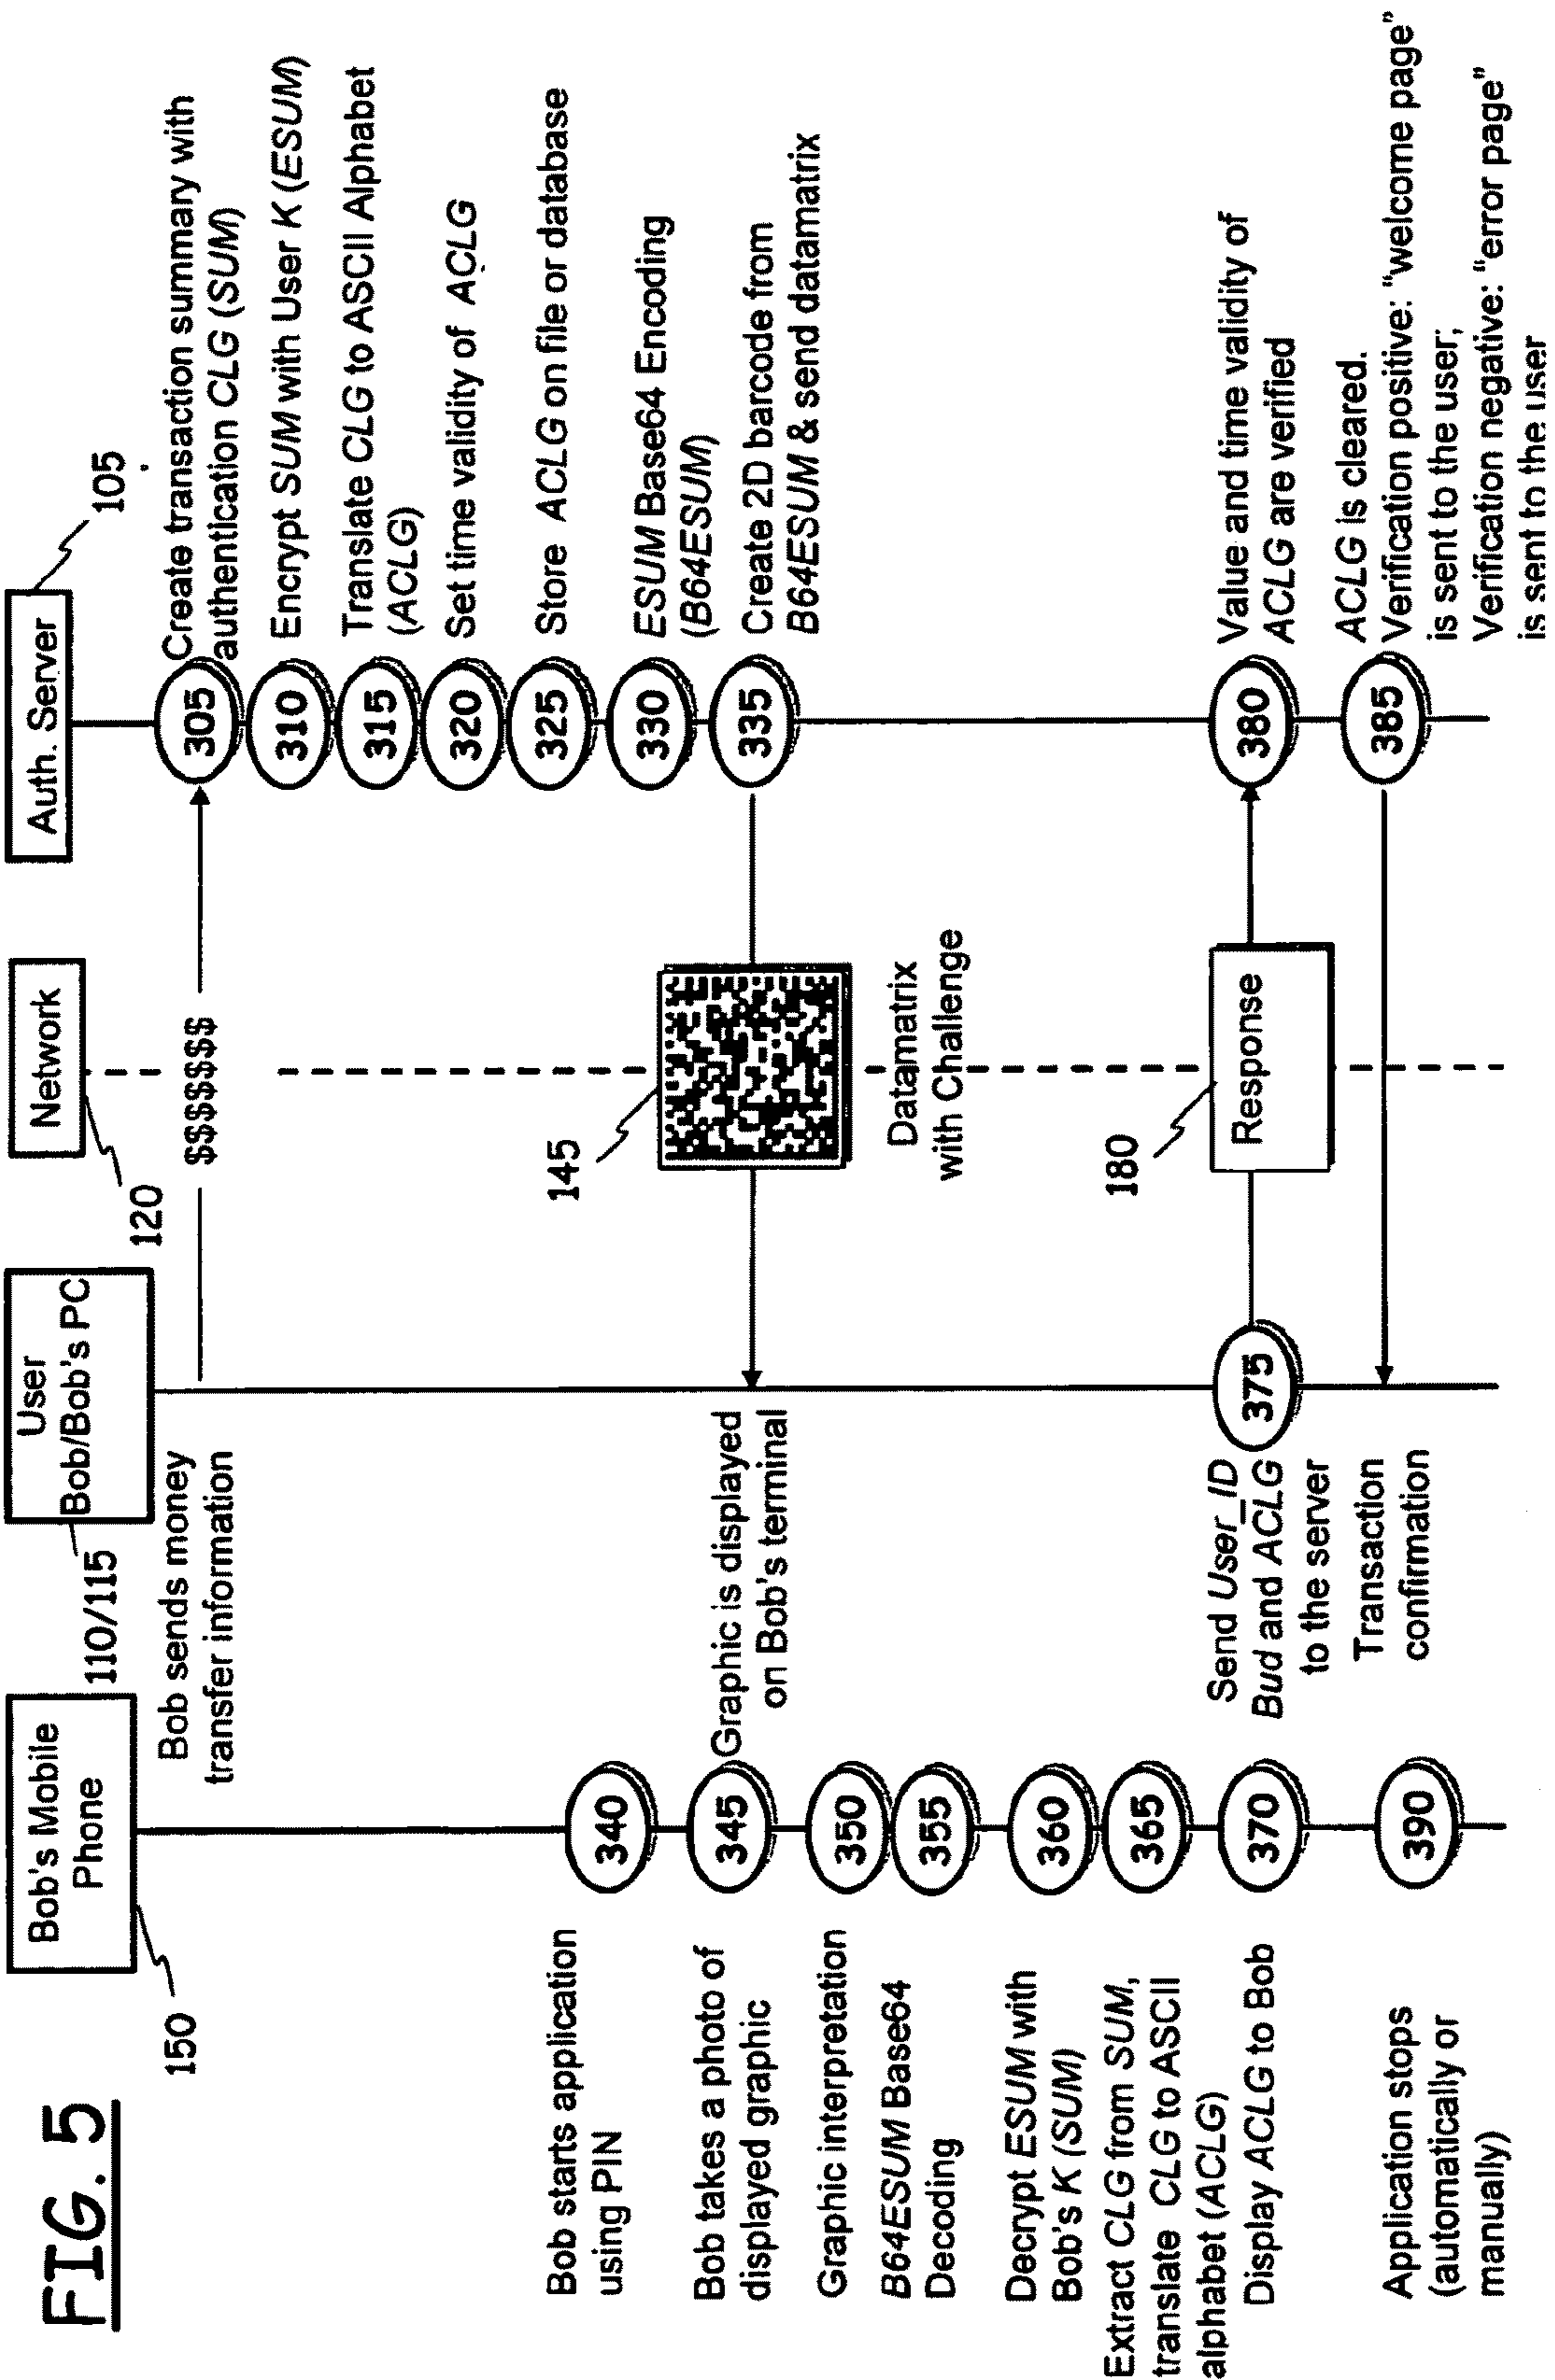 FIG. 5
Bob's Mobile
Phone
150
User
Bob/Bob's PC
110/115
Network
120
Auth. Server
105
Bob sends money
transfer information
$$$$$$$$
305
Create transaction summary with
authentication CLG (SUM)
310
Encrypt SUM with User K (ESUM)
315
Translate CLG to ASCII Alphabet
(ACLG)
320
Set time validity of ACLG
325
Store ACLG on file or database
330
ESUM Base64 Encoding
(B64ESUM)
335
Create 2D barcode from
B64ESUM & send datamatrix
145
Datamatrix
with Challenge
Graphic is displayed
on Bob's terminal
Bob starts application
using PIN
340
Bob takes a photo of
displayed graphic
345
Graphic interpretation
350
B64ESUM Base64
Decoding
355
Decrypt ESUM with
Bob's K (SUM)
360
Extract CLG from SUM,
translate CLG to ASCII
alphabet (ACLG)
365
Display ACLG to Bob
370
Send User_ID
Bud and ACLG
to the server
375
180
Response
380
Value and time validity of
ACLG are verified
385
ACLG is cleared.
Verification positive: "welcome page"
is sent to the user;
Verification negative: "error page"
is sent to the user
Transaction
confirmation
Application stops
(automatically or
manually)
390